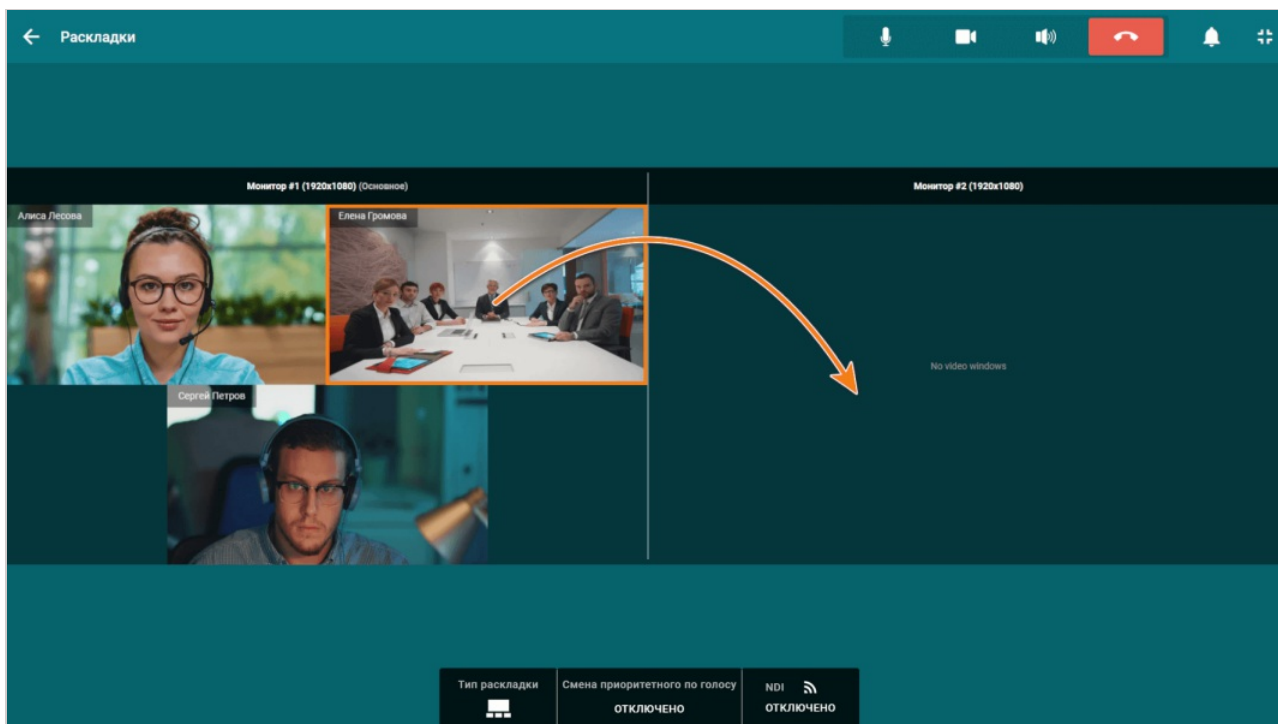 Раскладки
Монитор #1 (1920x1080) (Основное)
Монитор #2 (1920x1080)
Алиса Лесова
Елена Громова
No video windows
Сергей Петров
Тип раскладки
Смена приоритетного по голосу
ОТКЛЮЧЕНО
NDI
ОТКЛЮЧЕНО